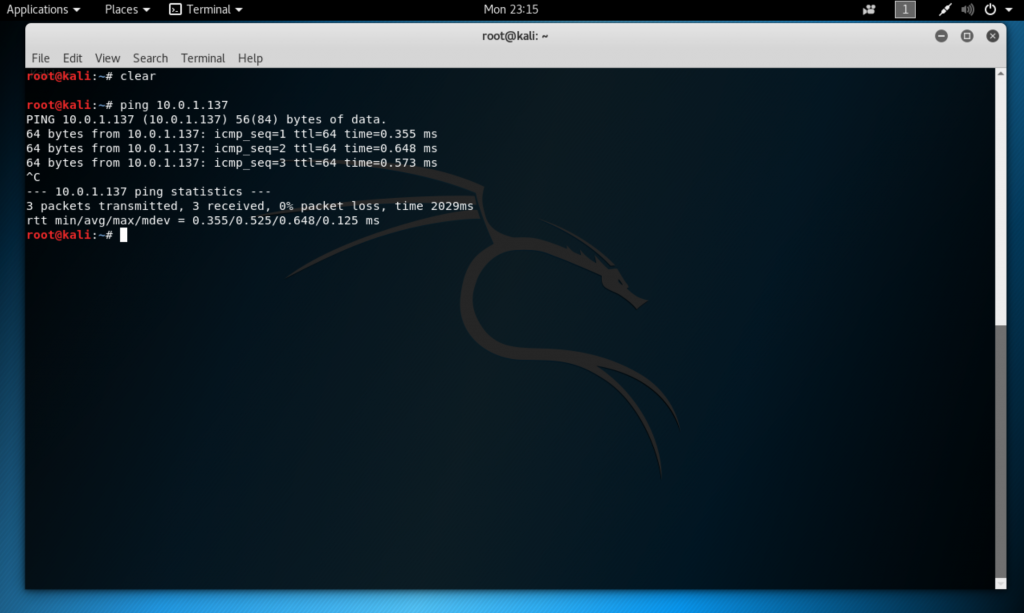 Applications Places Terminal Mon 23:15 1
root@kali: ~
File Edit View Search Terminal Help
root@kali:~# clear
root@kali:~# ping 10.0.1.137
PING 10.0.1.137 (10.0.1.137) 56(84) bytes of data.
64 bytes from 10.0.1.137: icmp_seq=1 ttl=64 time=0.355 ms
64 bytes from 10.0.1.137: icmp_seq=2 ttl=64 time=0.648 ms
64 bytes from 10.0.1.137: icmp_seq=3 ttl=64 time=0.573 ms
^C
--- 10.0.1.137 ping statistics ---
3 packets transmitted, 3 received, 0% packet loss, time 2029ms
rtt min/avg/max/mdev = 0.355/0.525/0.648/0.125 ms
root@kali:~#